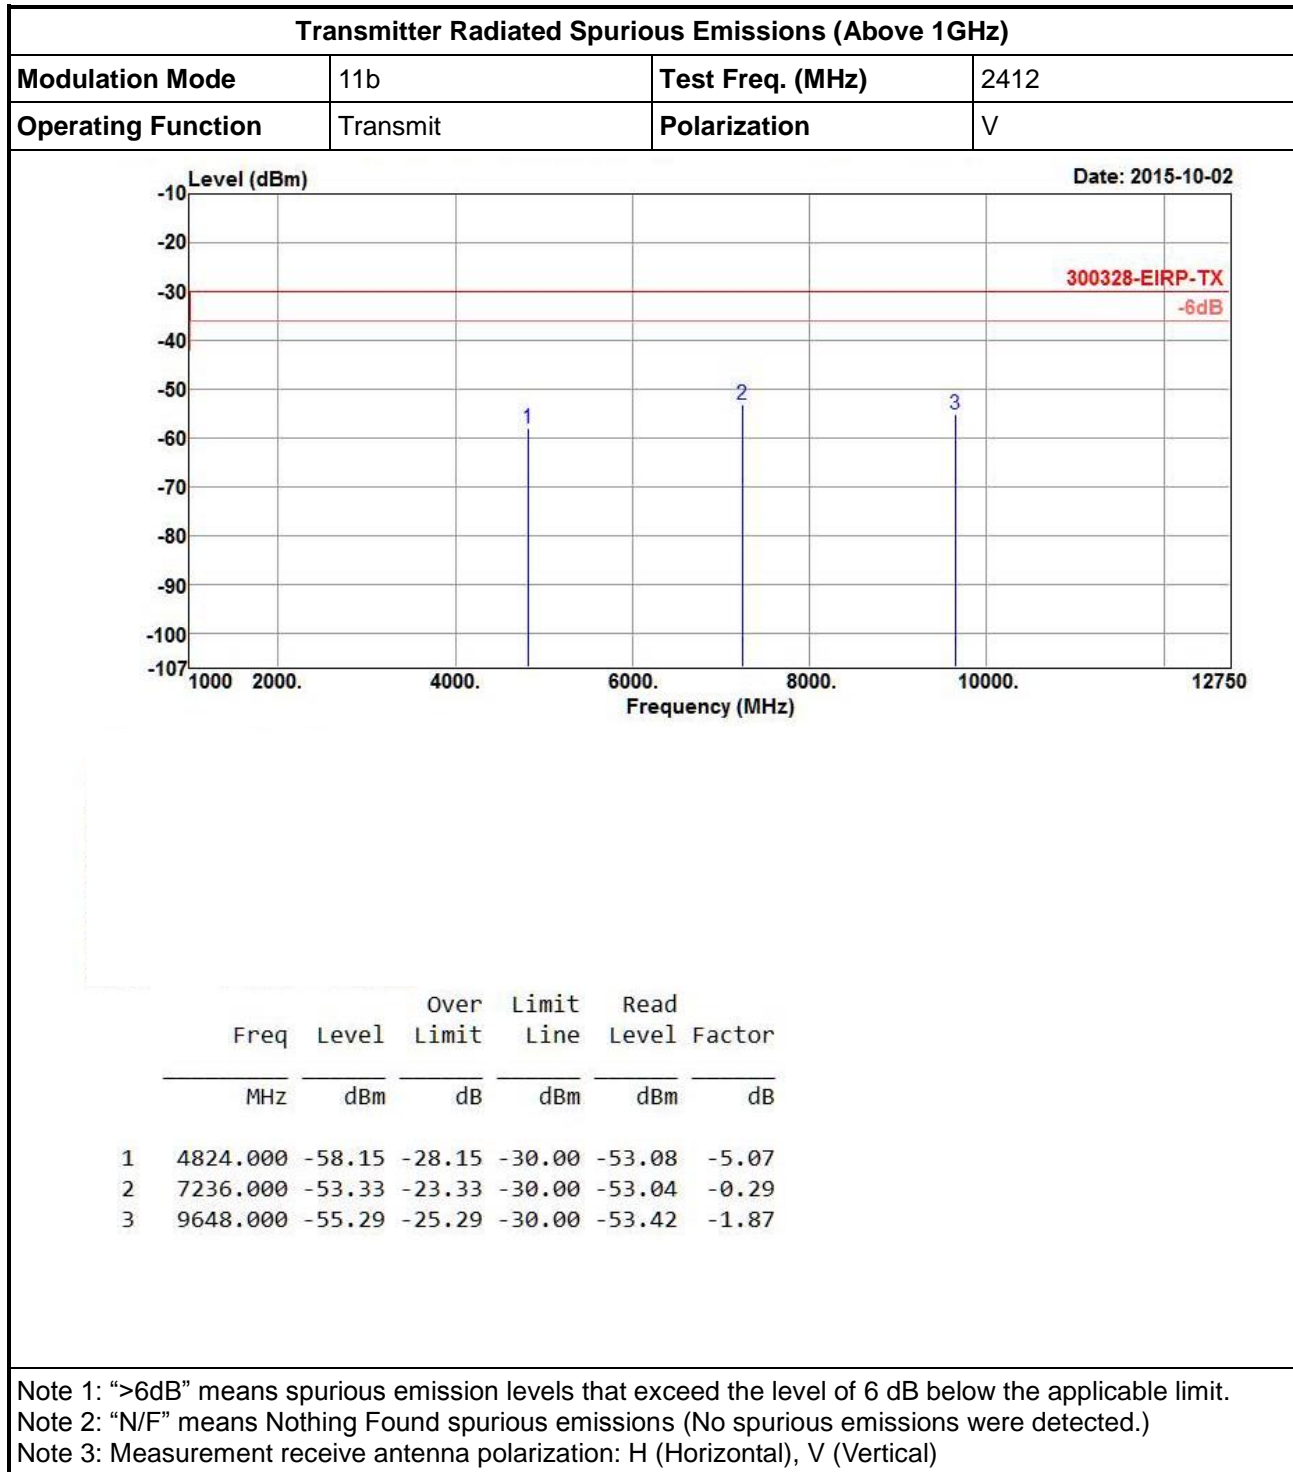 Transmitter Radiated Spurious Emissions (Above 1GHz)
Modulation Mode 11b Test Freq. (MHz) 2412
Operating Function Transmit Polarization V
Level (dBm) Date: 2015-10-02
-10
-20
300328-EIRP-TX
-30
-6dB
-40
-50
2
3
1
-60
-70
-80
-90
-100
-107
1000 2000. 4000. 6000. 8000. 10000. 12750
Frequency (MHz)
Over Limit Read
Freq Level Limit Line Level Factor
MHz dBm dB dBm dBm dB
1 4824.000 -58.15 -28.15 -30.00 -53.08 -5.07
2 7236.000 -53.33 -23.33 -30.00 -53.04 -0.29
3 9648.000 -55.29 -25.29 -30.00 -53.42 -1.87
Note 1: “>6dB” means spurious emission levels that exceed the level of 6 dB below the applicable limit.
Note 2: “N/F” means Nothing Found spurious emissions (No spurious emissions were detected.)
Note 3: Measurement receive antenna polarization: H (Horizontal), V (Vertical)